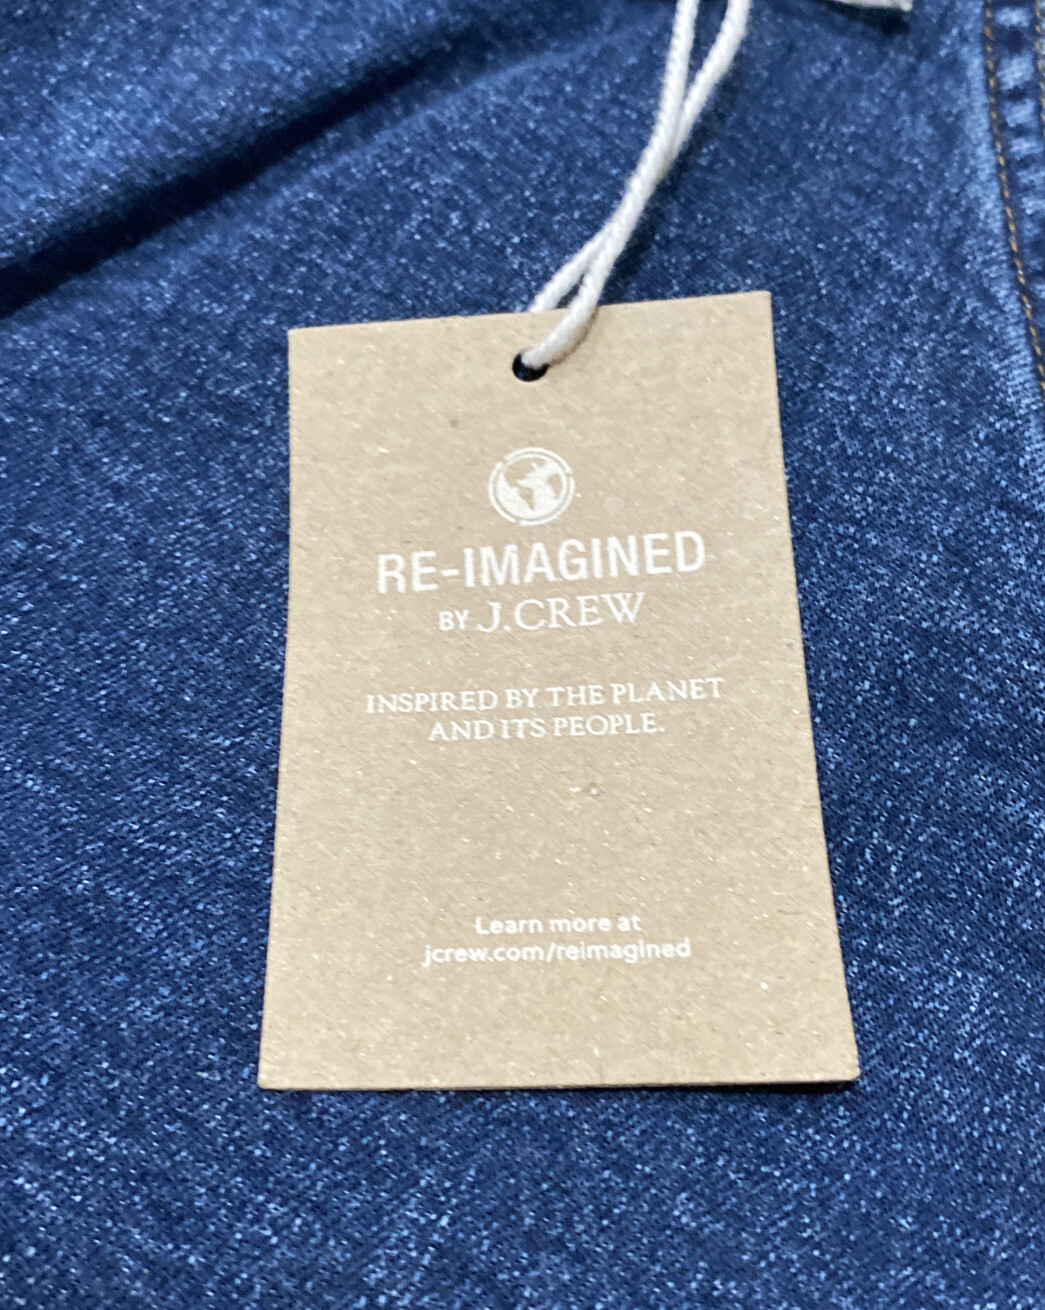 RE-IMAGINED
BY J.CREW
INSPIRED BY THE PLANET
AND ITS PEOPLE.
Learn more at
jcrew.com/reimagined